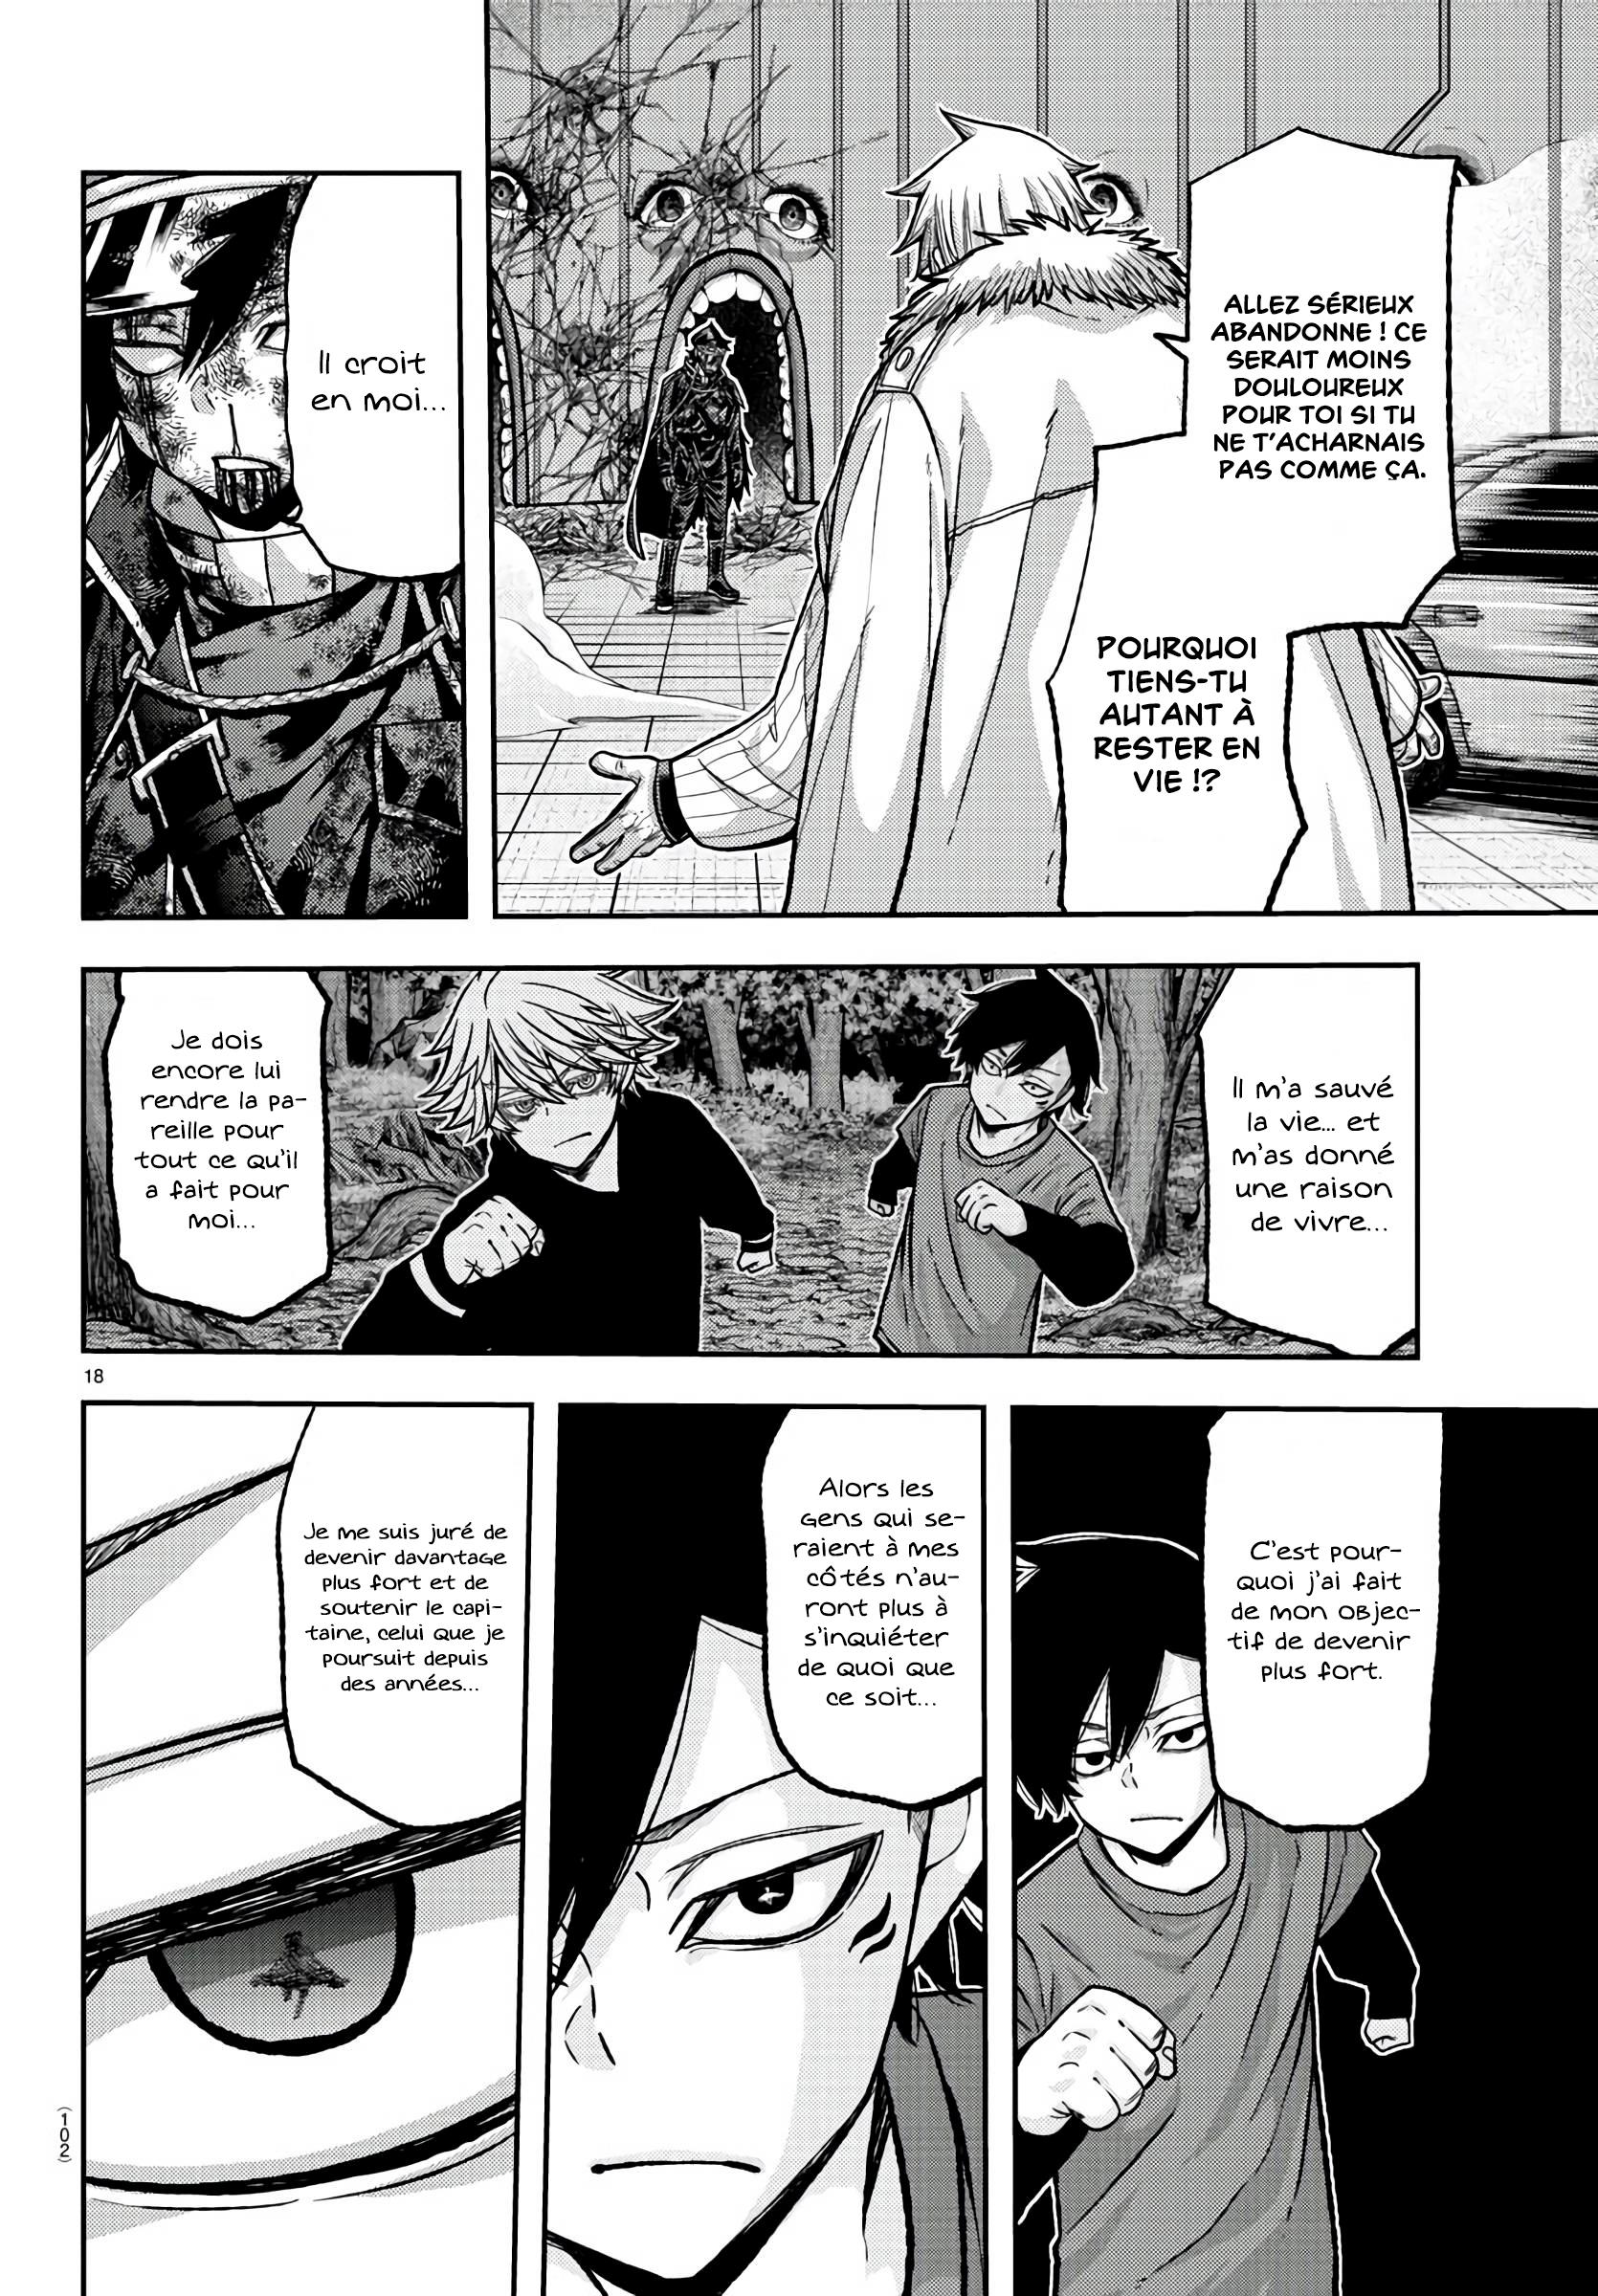 ALLEZ SÉRIEUX
ABANDONNE ! CE
SERAIT MOINS
DOULOUREUX
POUR TOI SI TU
NE T'ACHARNAIS
PAS COMME ÇA.
POURQUOI
TIENS-TU
AUTANT À
RESTER EN
VIE !?
Il croit
en moi...
Il m'a sauvé
la vie... et
m'as donné
une raison
de vivre...
Je dois
encore lui
rendre la pa-
reille pour
tout ce qu'il
a fait pour
moi...
18
C'est pour-
quoi j'ai fait
de mon objec-
tif de devenir
plus fort.
Alors les
gens qui se-
raient à mes
côtés n'au-
ront plus à
s'inquiéter
de quoi que
ce soit...
Je me suis juré de
devenir davantage
plus fort et de
soutenir le capi-
taine, celui que je
poursuit depuis
des années...
(102)